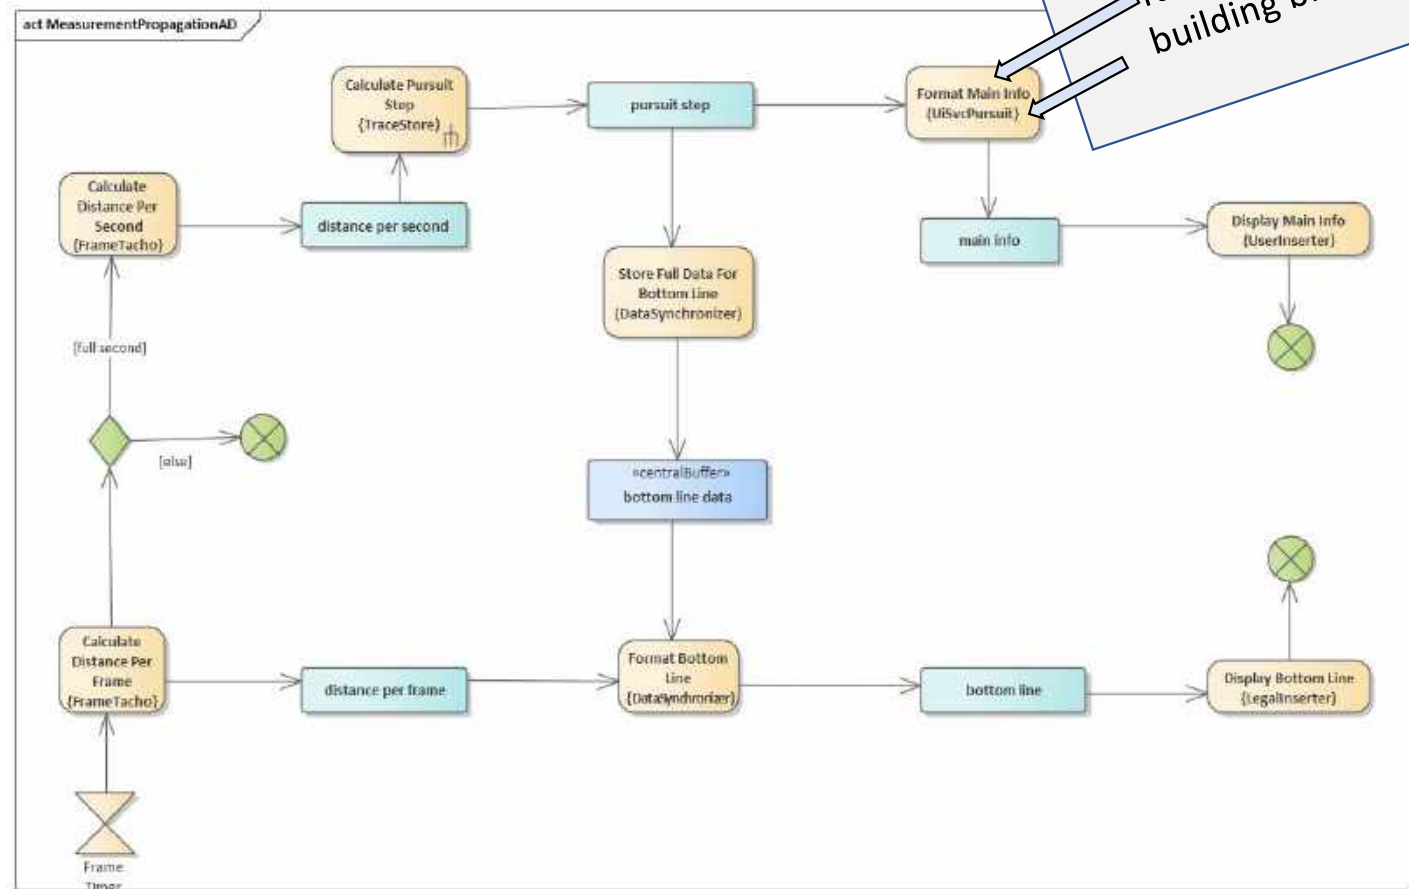 act MeasurementPropagationAD
building
Calculate Pursuit
Step
{TraceStore}
pursuit step
Format Main Info
{UiSvcPursuit}
Calculate
Distance Per
Second
{FrameTacho}
distance per second
main info
Display Main Info
{UserInserter}
Store Full Data For
Bottom Line
{DataSynchronizer}
[full second]
[else]
«centralBuffer»
bottom line data
Calculate
Distance Per
Frame
{FrameTacho}
distance per frame
Format Bottom
Line
{DataSynchronizer}
bottom line
Display Bottom Line
{LegalInserter}
Frame
Timer